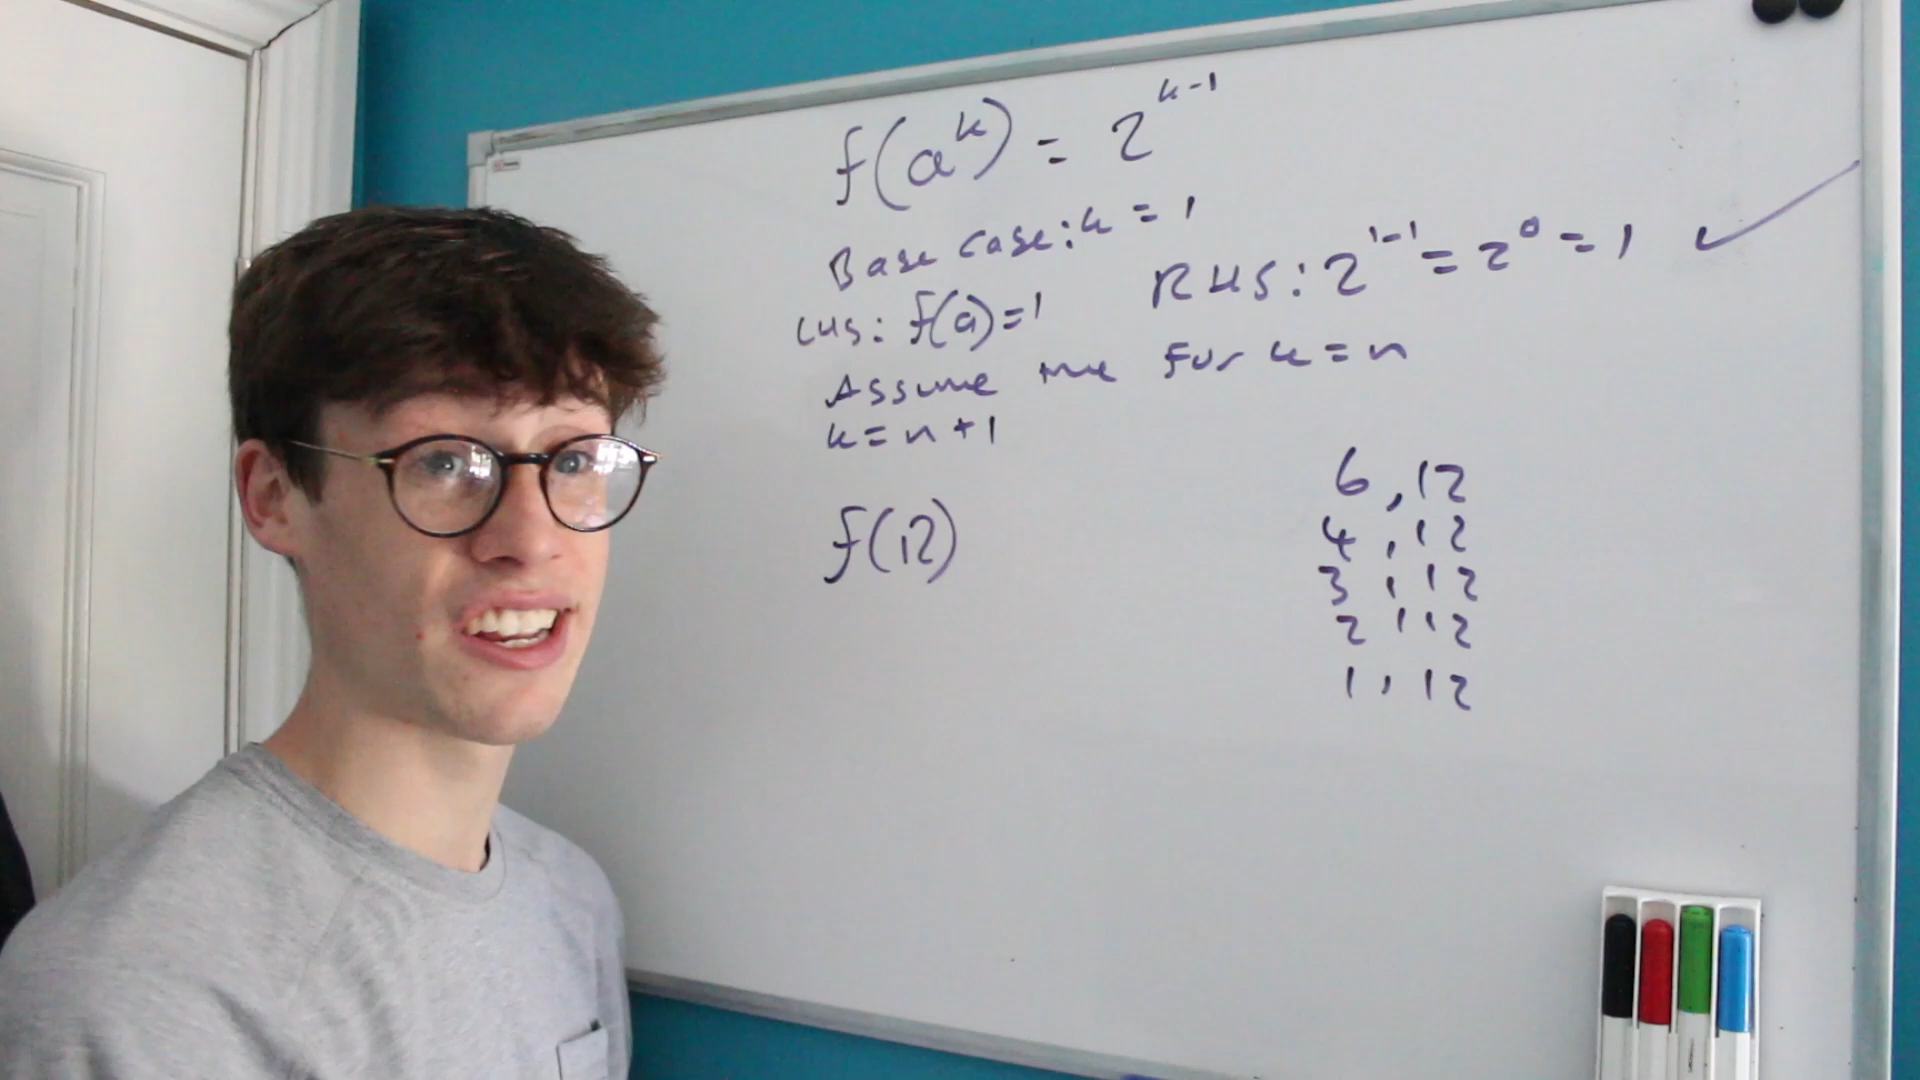 f(a^k) = 2^{k-1}
Base case: k = 1
LHS: f(a)=1 RHS: 2^{1-1} = 2^0 = 1 ✓
Assume true for k = n
k = n + 1
f(12)
6, 12
4, 12
3, 12
2, 12
1, 12